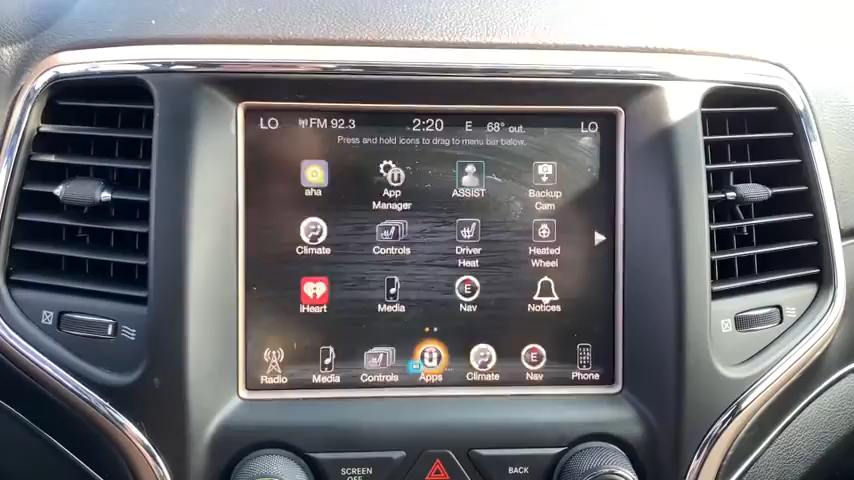 LO FM 92.3 2:20 E 68° out. LO
Press and hold icons to drag to menu bar below.
aha App Manager ASSIST Backup Cam
Climate Controls Driver Heat Heated Wheel
iHeart Media Nav Notices
Radio Media Controls Apps Climate Nav Phone
SCREEN OFF BACK